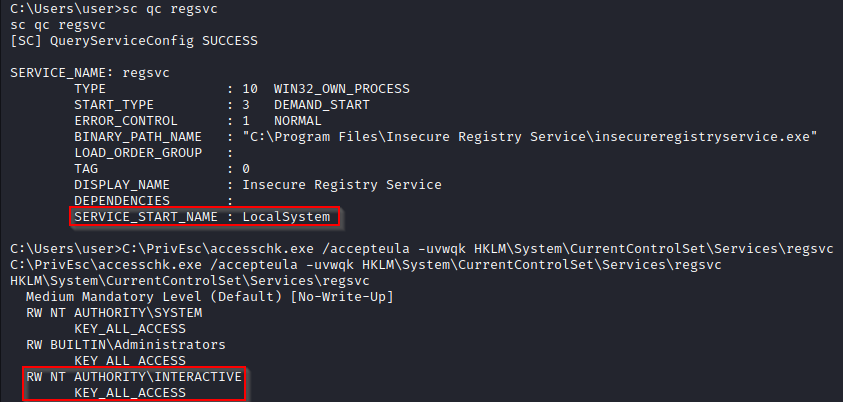 C:\Users\user>sc qc regsvc
sc qc regsvc
[SC] QueryServiceConfig SUCCESS
SERVICE_NAME: regsvc
TYPE : 10 WIN32_OWN_PROCESS
START_TYPE : 3 DEMAND_START
ERROR_CONTROL : 1 NORMAL
BINARY_PATH_NAME : "C:\Program Files\Insecure Registry Service\insecureregistryservice.exe"
LOAD_ORDER_GROUP :
TAG : 0
DISPLAY_NAME : Insecure Registry Service
DEPENDENCIES :
SERVICE_START_NAME : LocalSystem
C:\Users\user>C:\PrivEsc\accesschk.exe /accepteula -uvwqk HKLM\System\CurrentControlSet\Services\regsvc
C:\PrivEsc\accesschk.exe /accepteula -uvwqk HKLM\System\CurrentControlSet\Services\regsvc
HKLM\System\CurrentControlSet\Services\regsvc
Medium Mandatory Level (Default) [No-Write-Up]
RW NT AUTHORITY\SYSTEM
KEY_ALL_ACCESS
RW BUILTIN\Administrators
KEY_ALL_ACCESS
RW NT AUTHORITY\INTERACTIVE
KEY_ALL_ACCESS